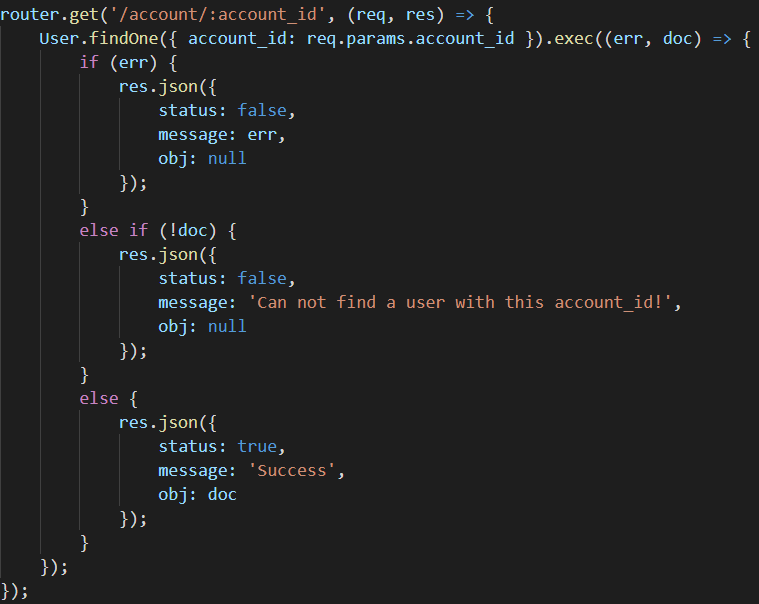 router.get('/account/:account_id', (req, res) => {
    User.findOne({ account_id: req.params.account_id }).exec((err, doc) => {
        if (err) {
            res.json({
                status: false,
                message: err,
                obj: null
            });
        }
        else if (!doc) {
            res.json({
                status: false,
                message: 'Can not find a user with this account_id!',
                obj: null
            });
        }
        else {
            res.json({
                status: true,
                message: 'Success',
                obj: doc
            });
        }
    });
});